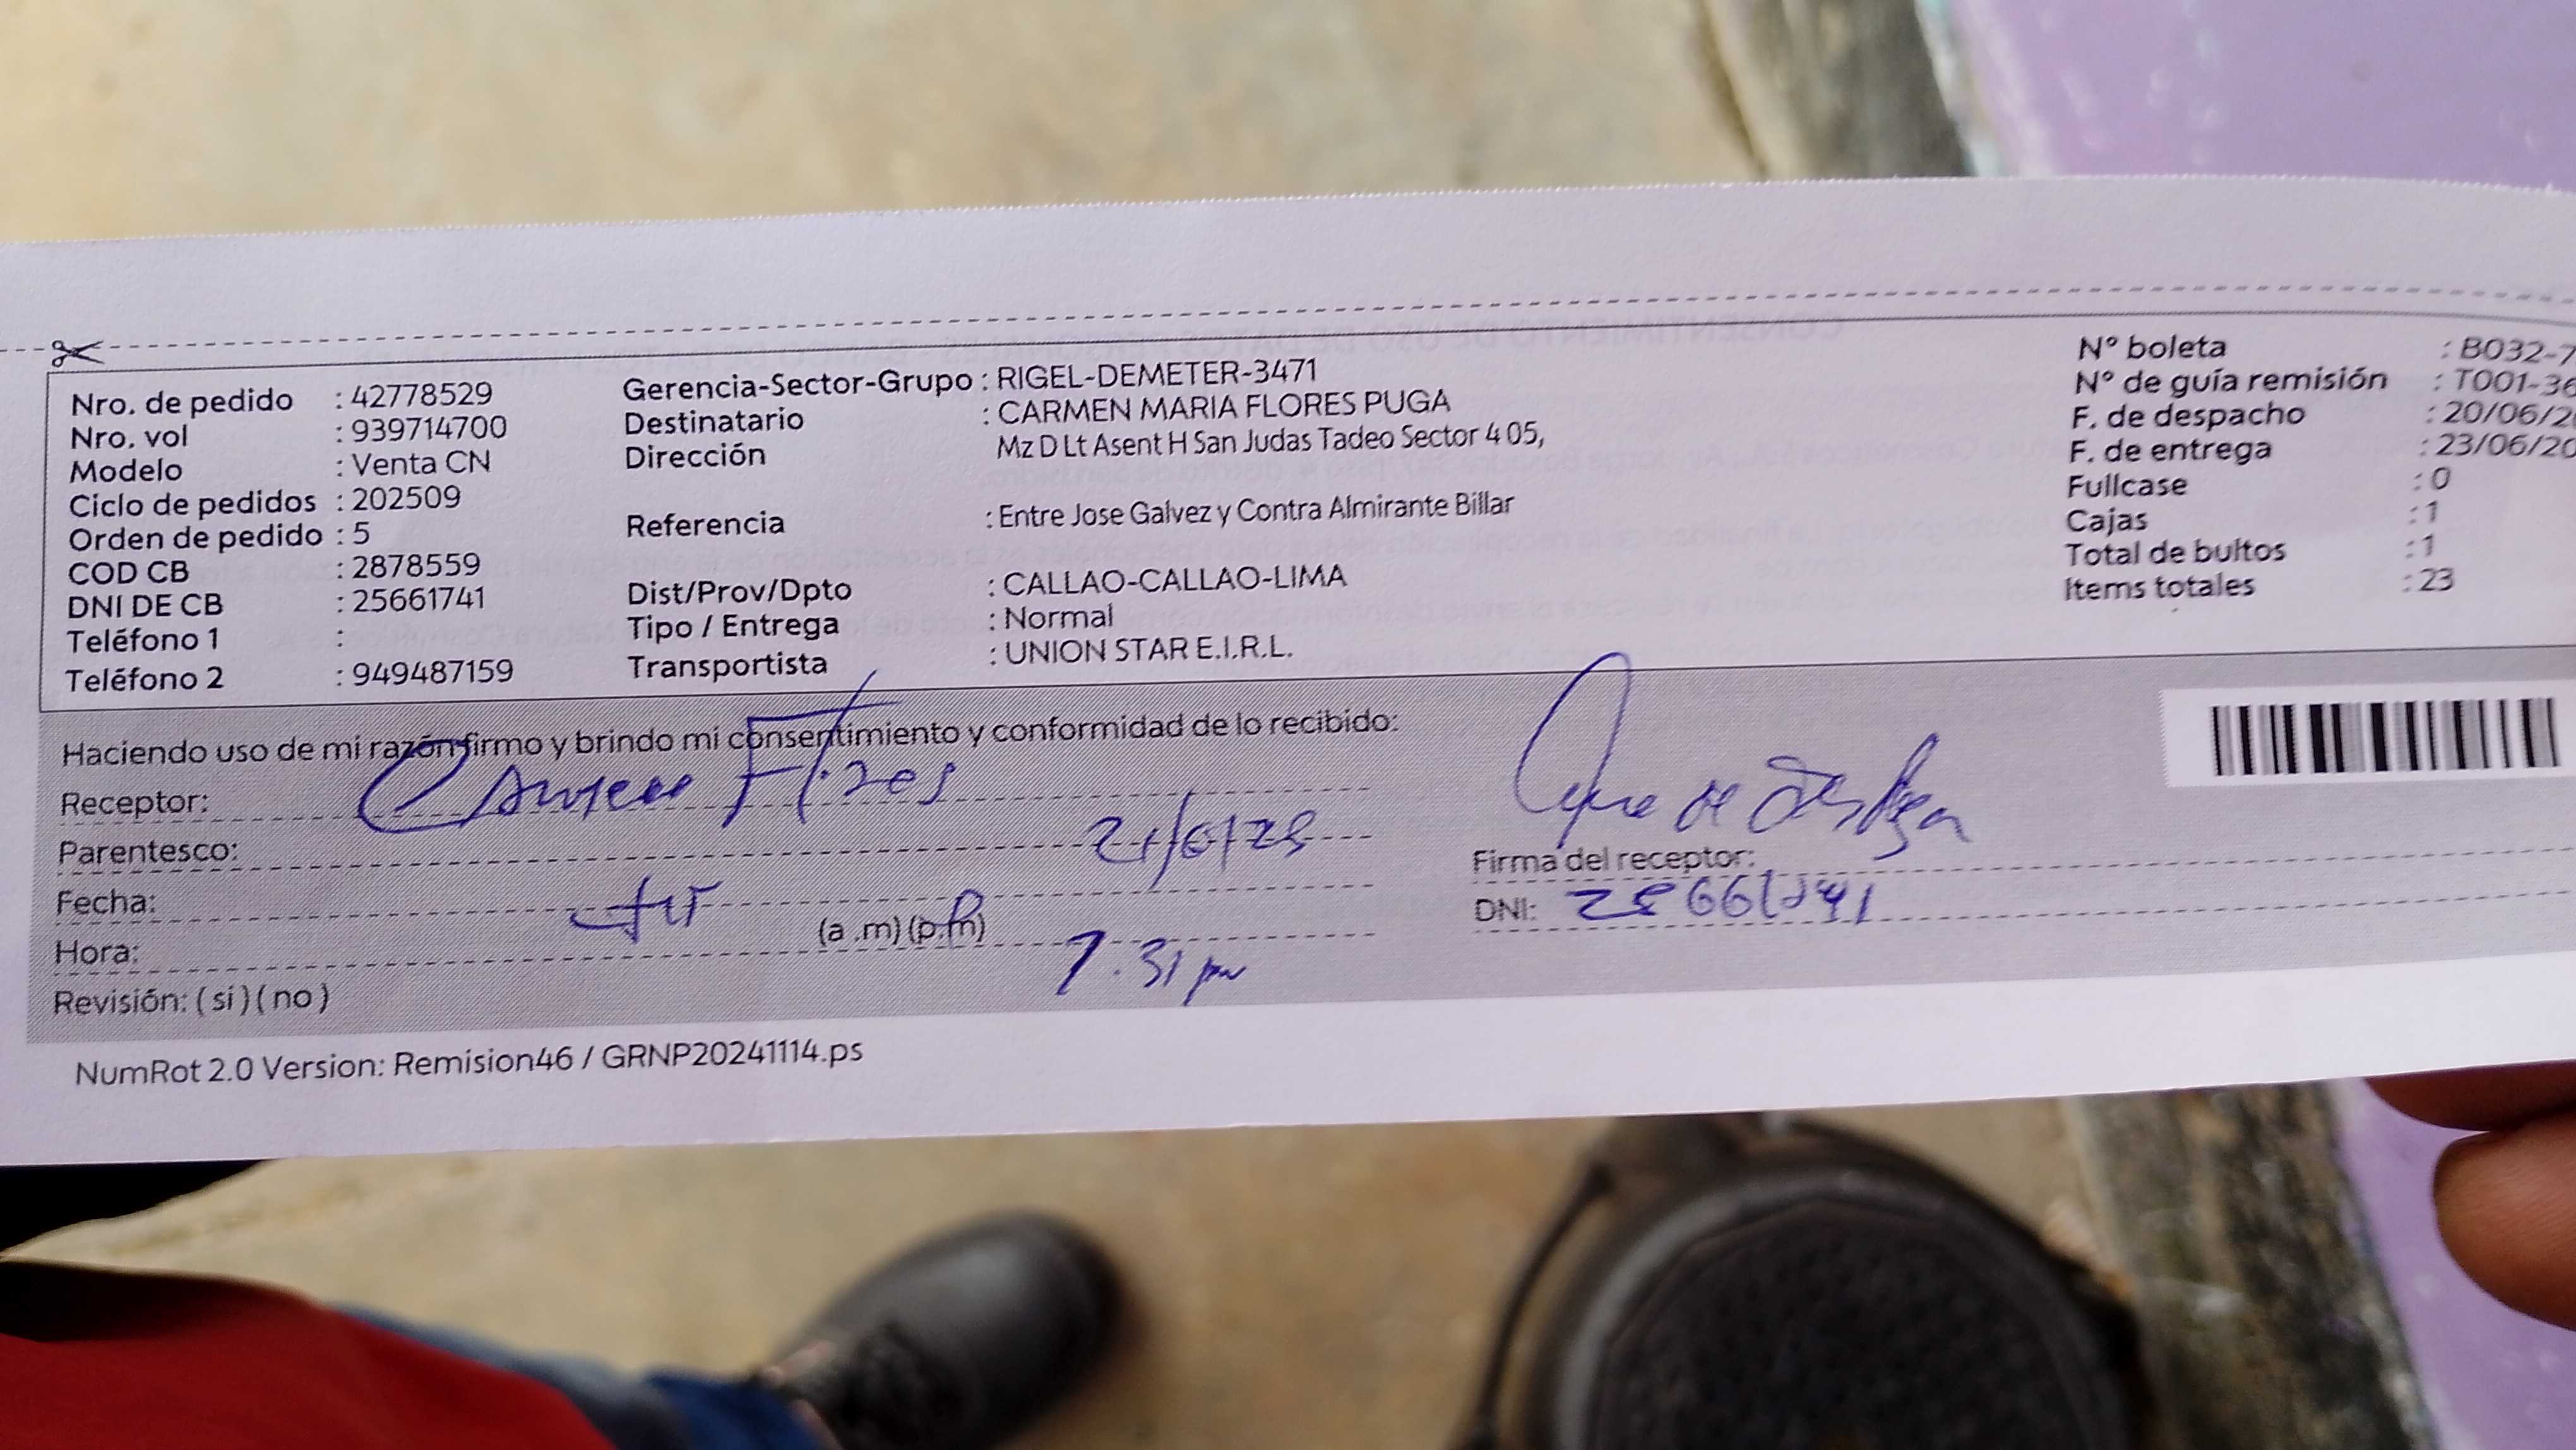 Nro. de pedido : 42778529
Nro. vol : 939714700
Modelo : Venta CN
Ciclo de pedidos : 202509
Orden de pedido : 5
COD CB : 2878559
DNI DE CB : 25661741
Teléfono 1 :
Teléfono 2 : 949487159
Gerencia-Sector-Grupo : RIGEL-DEMETER-3471
Destinatario : CARMEN MARIA FLORES PUGA
Dirección Mz D Lt Asent H San Judas Tadeo Sector 4 05,
Referencia : Entre Jose Galvez y Contra Almirante Billar
Dist/Prov/Dpto : CALLAO-CALLAO-LIMA
Tipo / Entrega : Normal
Transportista : UNION STAR E.I.R.L.
N° boleta : B032-7
N° de guía remisión : T001-36
F. de despacho : 20/06/20
F. de entrega : 23/06/20
Fullcase : 0
Cajas : 1
Total de bultos : 1
Items totales : 23
Haciendo uso de mi razón firmo y brindo mi consentimiento y conformidad de lo recibido:
Receptor: Carmen Flores
Parentesco:
Fecha: 21/6/25
Hora: (a .m) (p.m)
7.31 pm
Revisión: ( si ) ( no )
Firma del receptor:
DNI: 25661741
NumRot 2.0 Version: Remision46 / GRNP20241114.ps